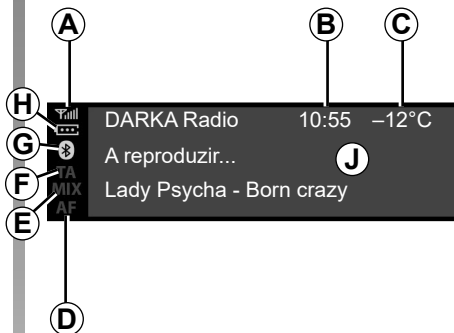 A B C
H
G
F
E
D
DARKA Radio 10:55 –12°C
A reproduzir...
J
Lady Psycha - Born crazy
TA
MIX
AF